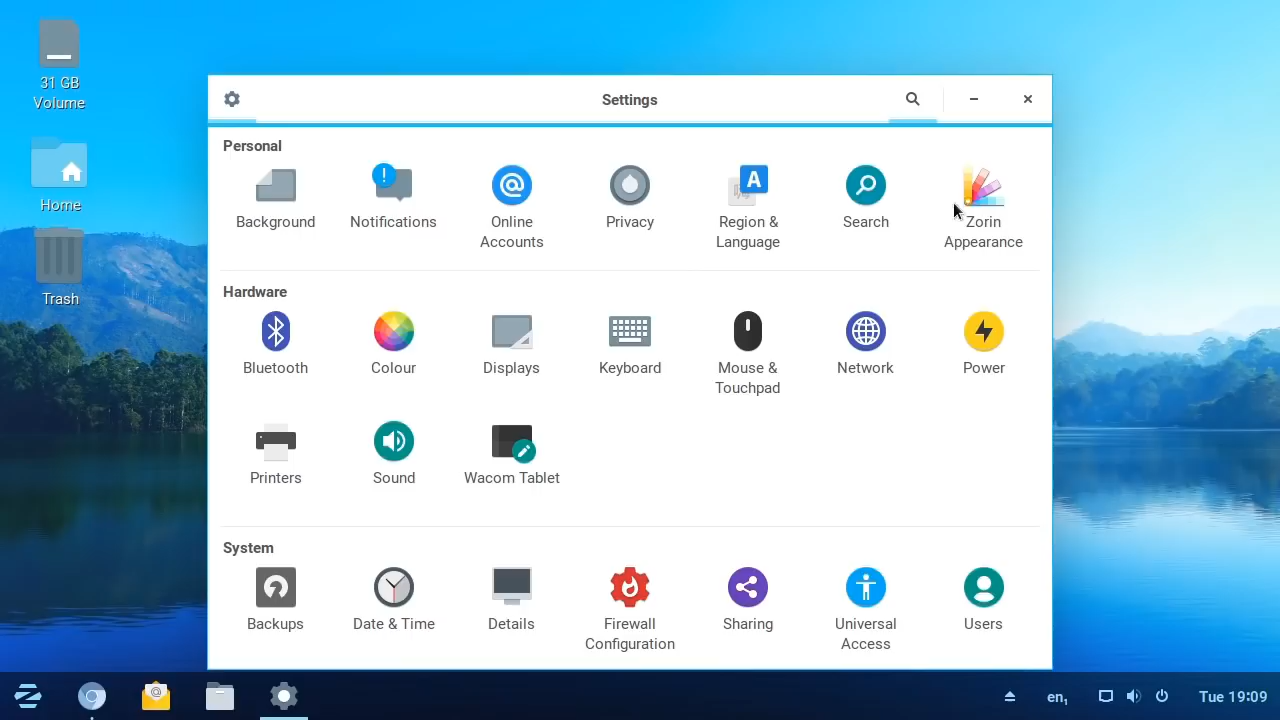 31 GB
Volume
Home
Trash
Settings
Personal
Background
Notifications
Online
Accounts
Privacy
A
Region &
Language
Search
Zorin
Appearance
Hardware
Bluetooth
Colour
Displays
Keyboard
Mouse &
Touchpad
Network
Power
Printers
Sound
Wacom Tablet
System
Backups
Date & Time
Details
Firewall
Configuration
Sharing
Universal
Access
Users
en₁
Tue 19:09